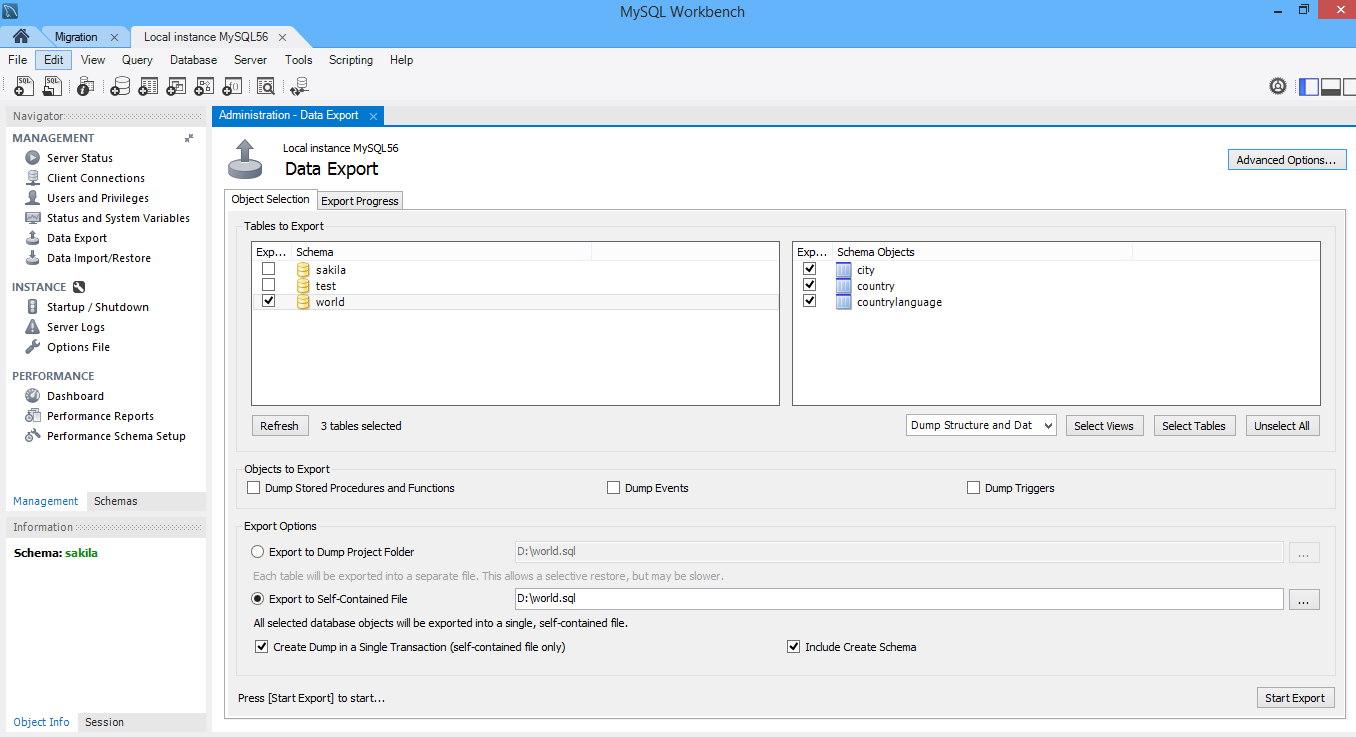 MySQL Workbench
Migration
Local instance MySQL56
File Edit View Query Database Server Tools Scripting Help
SQL SQL
Navigator
MANAGEMENT
Server Status
Client Connections
Users and Privileges
Status and System Variables
Data Export
Data Import/Restore
INSTANCE
Startup / Shutdown
Server Logs
Options File
PERFORMANCE
Dashboard
Performance Reports
Performance Schema Setup
Management Schemas
Information
Schema: sakila
Object Info Session
Administration - Data Export
Local instance MySQL56
Data Export
Advanced Options...
Object Selection Export Progress
Tables to Export
Exp... Schema
sakila
test
world
Exp... Schema Objects
city
country
countrylanguage
Refresh 3 tables selected
Dump Structure and Dat Select Views Select Tables Unselect All
Objects to Export
Dump Stored Procedures and Functions Dump Events Dump Triggers
Export Options
Export to Dump Project Folder D:\world.sql ...
Each table will be exported into a separate file. This allows a selective restore, but may be slower.
Export to Self-Contained File D:\world.sql ...
All selected database objects will be exported into a single, self-contained file.
Create Dump in a Single Transaction (self-contained file only) Include Create Schema
Press [Start Export] to start...
Start Export